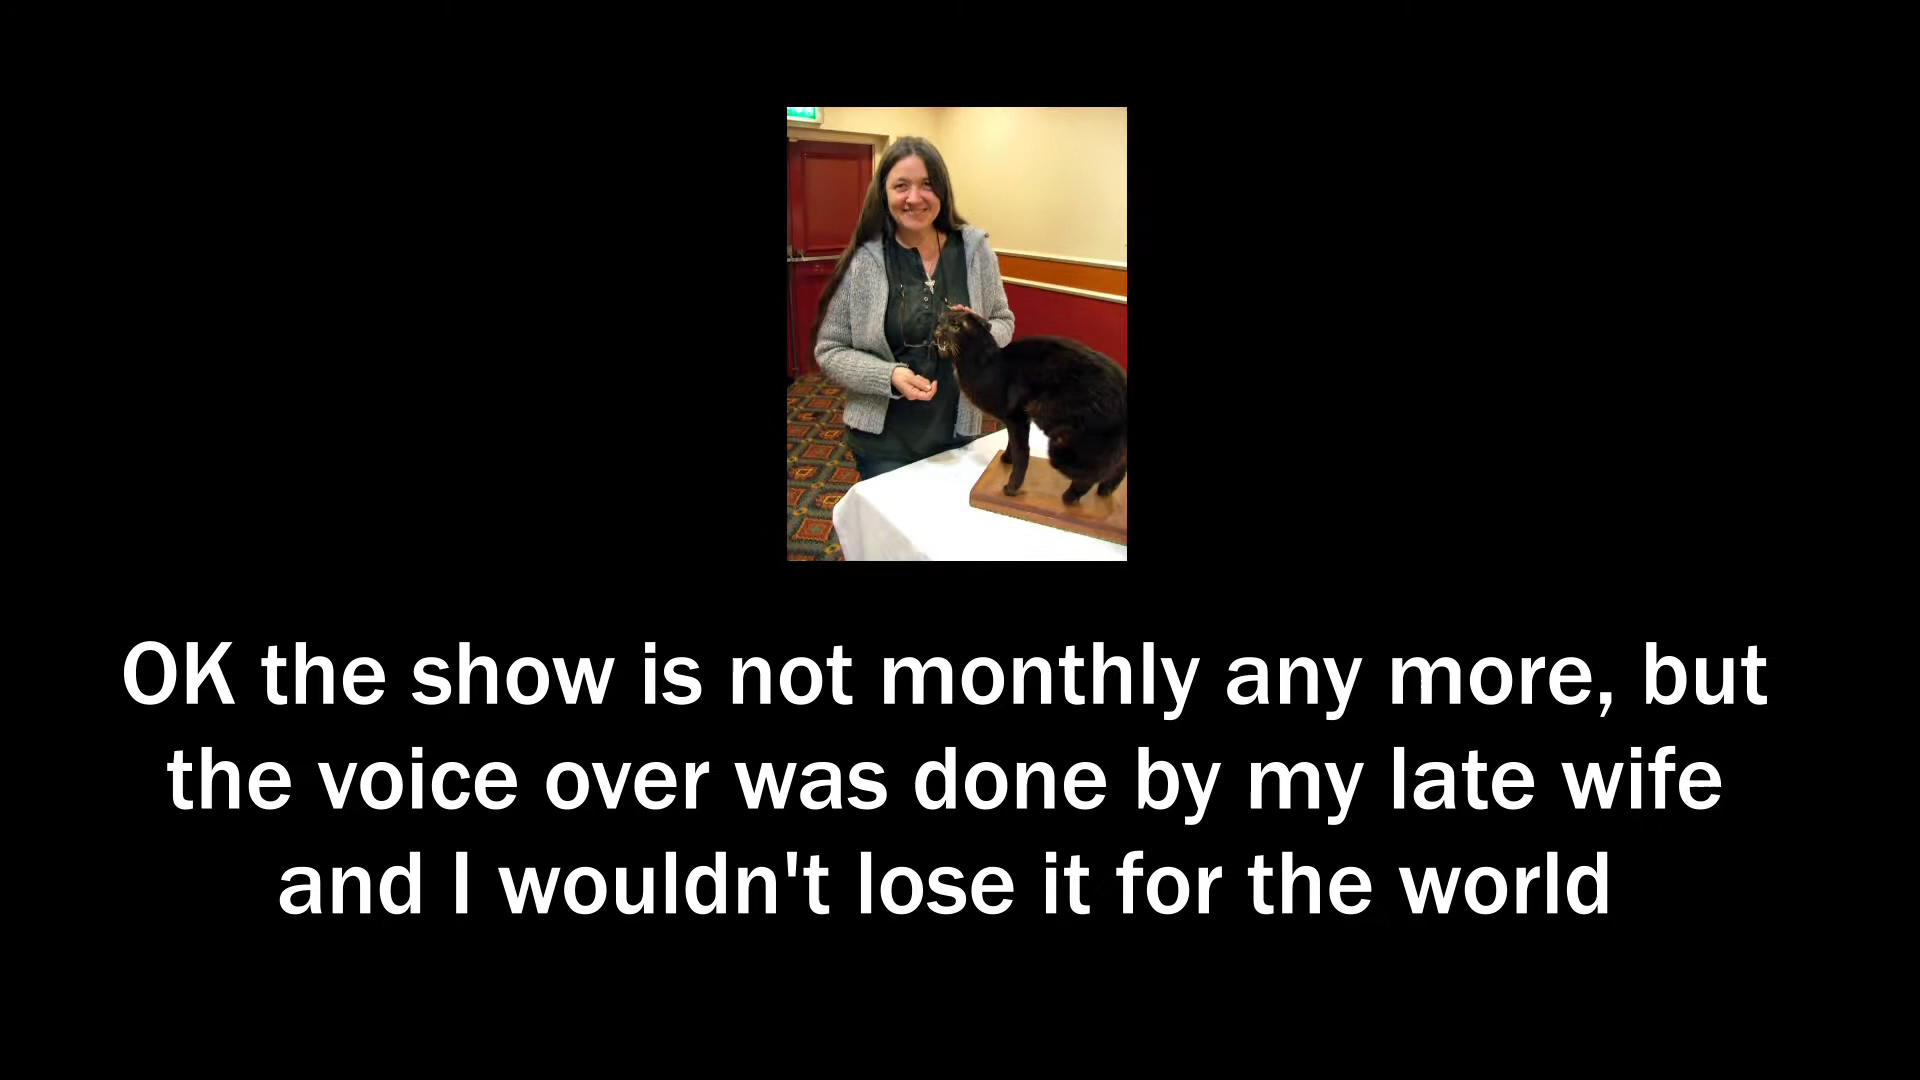 OK the show is not monthly any more, but
the voice over was done by my late wife
and I wouldn't lose it for the world